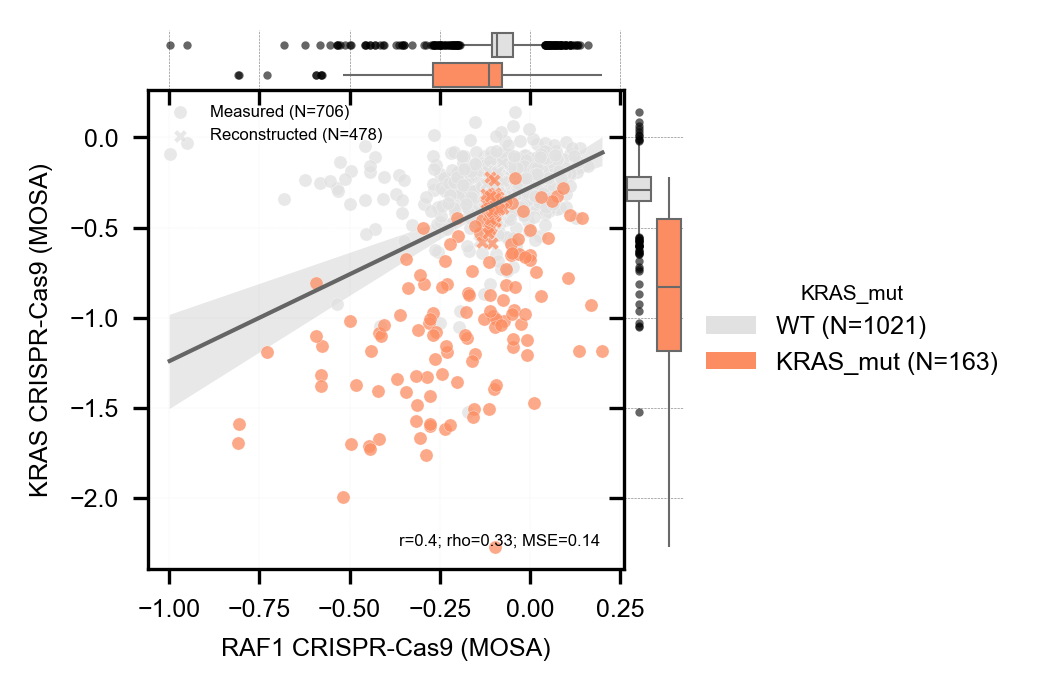 Measured (N=706)
Reconstructed (N=478)
0.0
−0.5
−1.0
−1.5
−2.0
KRAS CRISPR-Cas9 (MOSA)
r=0.4; rho=0.33; MSE=0.14
−1.00 −0.75 −0.50 −0.25 0.00 0.25
RAF1 CRISPR-Cas9 (MOSA)
KRAS_mut
WT (N=1021)
KRAS_mut (N=163)